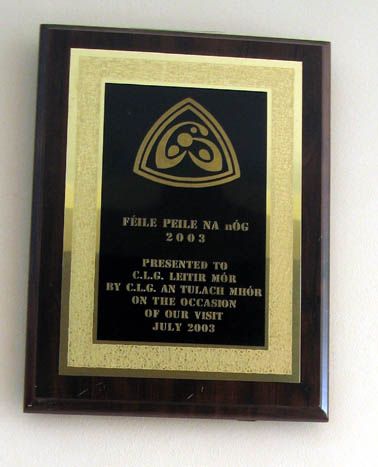 FÉILE PEILE NA nÓG
2003
PRESENTED TO
C.L.G. LEITIR MÓR
BY C.L.G. AN TULACH MHÓR
ON THE OCCASION
OF OUR VISIT
JULY 2003